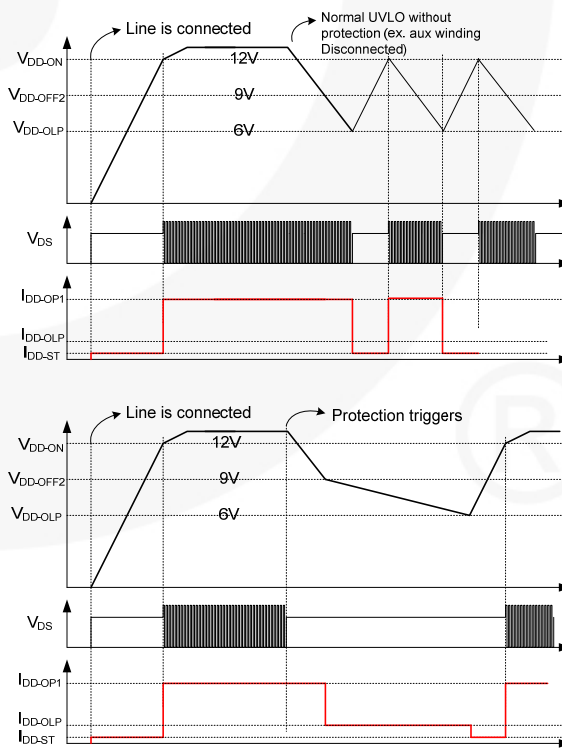 Line is connected
Normal UVLO without
protection (ex. aux winding
Disconnected)
VDD-ON
12V
VDD-OFF2
9V
VDD-OLP
6V
VDS
IDD-OP1
IDD-OLP
IDD-ST
Line is connected
Protection triggers
VDD-ON
12V
VDD-OFF2
9V
VDD-OLP
6V
®
VDS
IDD-OP1
IDD-OLP
IDD-ST